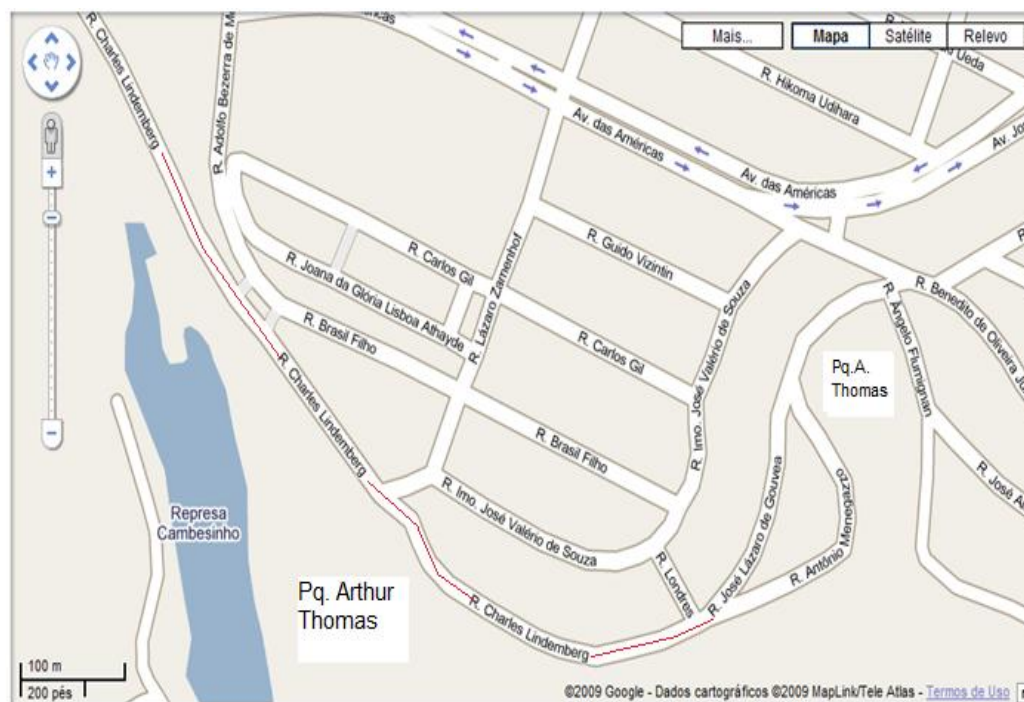 Mais...
Mapa
Satélite
Relevo
R. Charles Lindemberg
R. Adolfo Bezerra de
Av. das Américas
Av. das Américas
R. Hikoma Udihara
Ueda
Av. Jo
R. Guido Vizintin
R. Carlos Gil
R. Joana da Glória Lisboa Athayde
R. Lázaro Zamenhof
R. Carlos Gil
R. Imo. José Valério de Souza
R. Benedito de Oliveira
R. Ângelo Flumignan
R. Brasil Filho
R. Charles Lindemberg
R. Brasil Filho
Pq.A.
Thomas
R. Imo. José Valério de Souza
R. José Lázaro de Gouvea
R. Antônio Menegazzo
R. José
R. Londres
Represa
Cambesinho
Pq. Arthur
Thomas
R. Charles Lindemberg
100 m
200 pés
©2009 Google - Dados cartográficos ©2009 MapLink/Tele Atlas - Termos de Uso